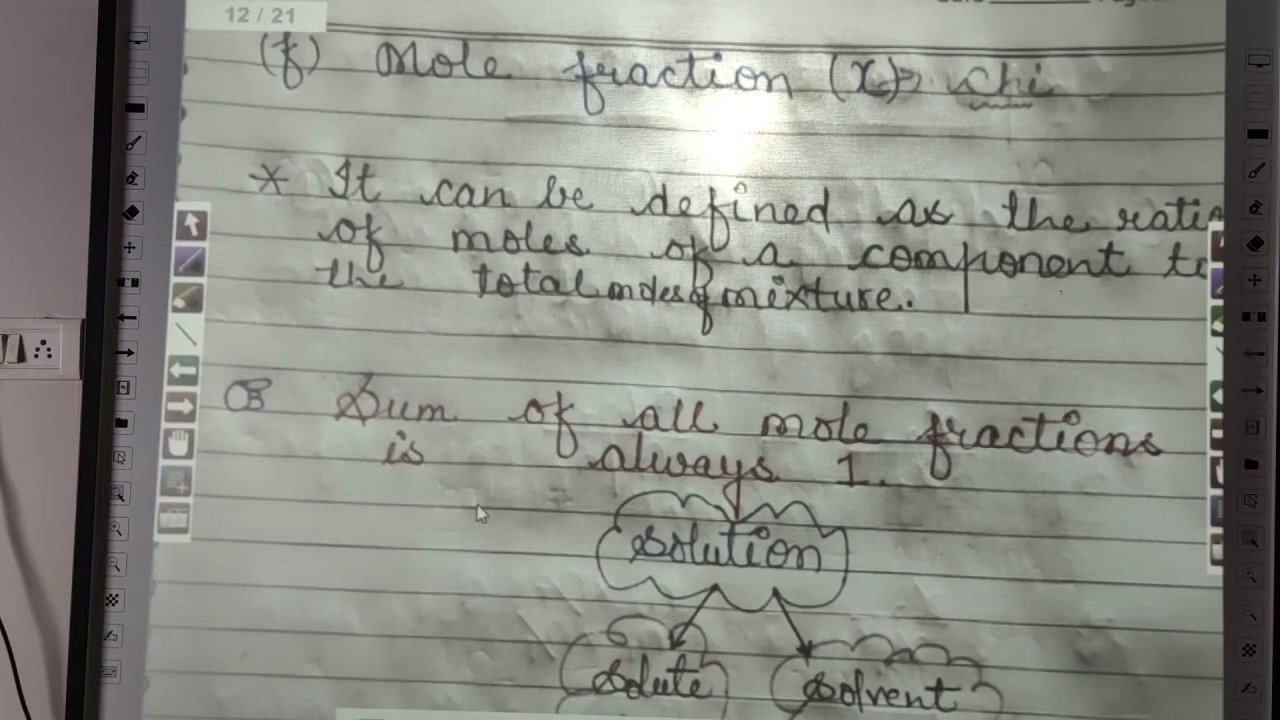 12 / 21
(f) Mole fraction (x) → chi
* It can be defined as the ratio
of moles of a component to
the total moles of mixture.
Sum of all mole fractions
is always 1.
solution
solute solvent